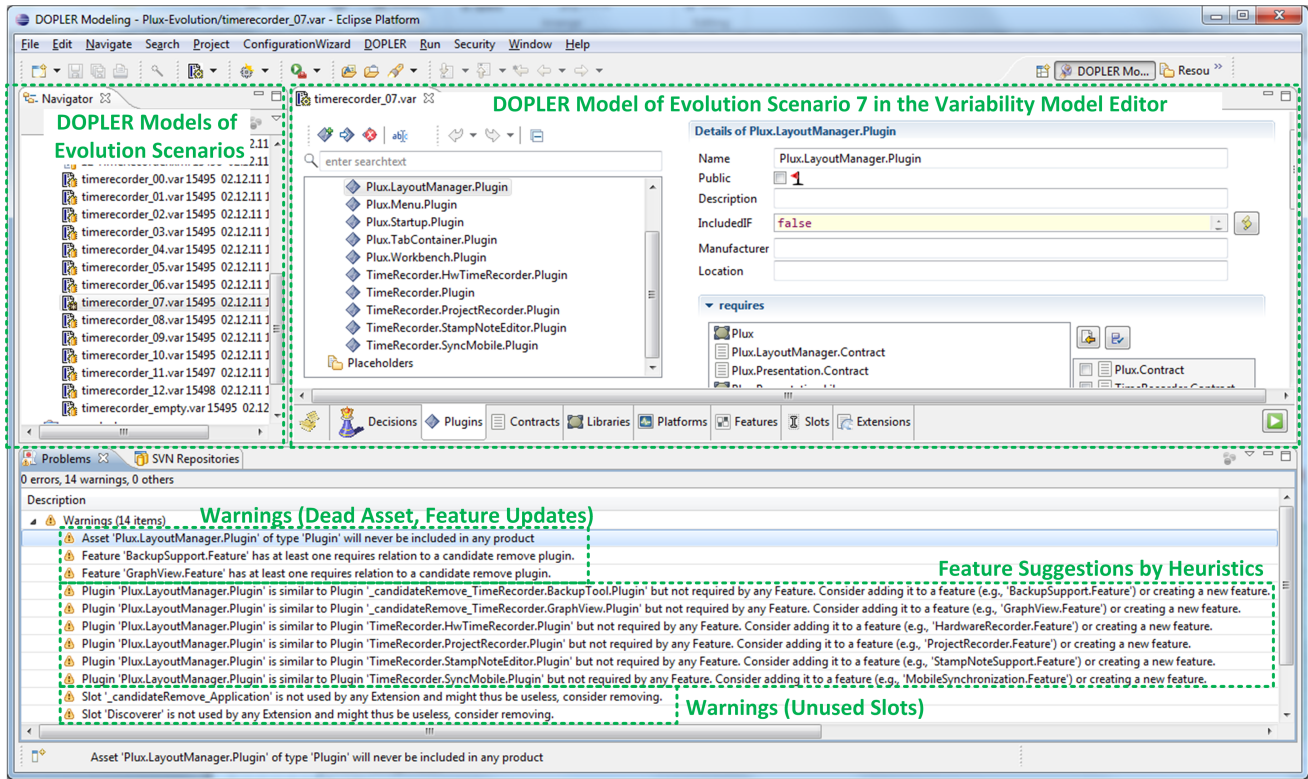 DOPLER Modeling - Plux-Evolution/timerecorder_07.var - Eclipse Platform
File Edit Navigate Search Project ConfigurationWizard DOPLER Run Security Window Help
DOPLER Mo... Resou »
Navigator
DOPLER Models of
Evolution Scenarios
2.11
2.11 1
timerecorder_00.var 15495 02.12.11 1
timerecorder_01.var 15495 02.12.11 1
timerecorder_02.var 15495 02.12.11 1
timerecorder_03.var 15495 02.12.11 1
timerecorder_04.var 15495 02.12.11 1
timerecorder_05.var 15495 02.12.11 1
timerecorder_06.var 15495 02.12.11 1
timerecorder_07.var 15495 02.12.11 1
timerecorder_08.var 15495 02.12.11 1
timerecorder_09.var 15495 02.12.11 1
timerecorder_10.var 15495 02.12.11 1
timerecorder_11.var 15497 02.12.11 1
timerecorder_12.var 15498 02.12.11 1
timerecorder_empty.var 15495 02.12
timerecorder_07.var
DOPLER Model of Evolution Scenario 7 in the Variability Model Editor
enter searchtext
Plux.LayoutManager.Plugin
Plux.Menu.Plugin
Plux.Startup.Plugin
Plux.TabContainer.Plugin
Plux.Workbench.Plugin
TimeRecorder.HwTimeRecorder.Plugin
TimeRecorder.Plugin
TimeRecorder.ProjectRecorder.Plugin
TimeRecorder.StampNoteEditor.Plugin
TimeRecorder.SyncMobile.Plugin
Placeholders
Details of Plux.LayoutManager.Plugin
Name Plux.LayoutManager.Plugin
Public
Description
IncludedIF false
Manufacturer
Location
requires
Plux
Plux.LayoutManager.Contract
Plux.Presentation.Contract
Plux.Contract
Decisions Plugins Contracts Libraries Platforms Features Slots Extensions
Problems SVN Repositories
0 errors, 14 warnings, 0 others
Description
Warnings (14 items)
Warnings (Dead Asset, Feature Updates)
Asset 'Plux.LayoutManager.Plugin' of type 'Plugin' will never be included in any product
Feature 'BackupSupport.Feature' has at least one requires relation to a candidate remove plugin.
Feature 'GraphView.Feature' has at least one requires relation to a candidate remove plugin.
Feature Suggestions by Heuristics
Plugin 'Plux.LayoutManager.Plugin' is similar to Plugin '_candidateRemove_TimeRecorder.BackupTool.Plugin' but not required by any Feature. Consider adding it to a feature (e.g., 'BackupSupport.Feature') or creating a new feature.
Plugin 'Plux.LayoutManager.Plugin' is similar to Plugin '_candidateRemove_TimeRecorder.GraphView.Plugin' but not required by any Feature. Consider adding it to a feature (e.g., 'GraphView.Feature') or creating a new feature.
Plugin 'Plux.LayoutManager.Plugin' is similar to Plugin 'TimeRecorder.HwTimeRecorder.Plugin' but not required by any Feature. Consider adding it to a feature (e.g., 'HardwareRecorder.Feature') or creating a new feature.
Plugin 'Plux.LayoutManager.Plugin' is similar to Plugin 'TimeRecorder.ProjectRecorder.Plugin' but not required by any Feature. Consider adding it to a feature (e.g., 'ProjectRecorder.Feature') or creating a new feature.
Plugin 'Plux.LayoutManager.Plugin' is similar to Plugin 'TimeRecorder.StampNoteEditor.Plugin' but not required by any Feature. Consider adding it to a feature (e.g., 'StampNoteSupport.Feature') or creating a new feature.
Plugin 'Plux.LayoutManager.Plugin' is similar to Plugin 'TimeRecorder.SyncMobile.Plugin' but not required by any Feature. Consider adding it to a feature (e.g., 'MobileSynchronization.Feature') or creating a new feature.
Slot '_candidateRemove_Application' is not used by any Extension and might thus be useless, consider removing.
Slot 'Discoverer' is not used by any Extension and might thus be useless, consider removing.
Warnings (Unused Slots)
Asset 'Plux.LayoutManager.Plugin' of type 'Plugin' will never be included in any product